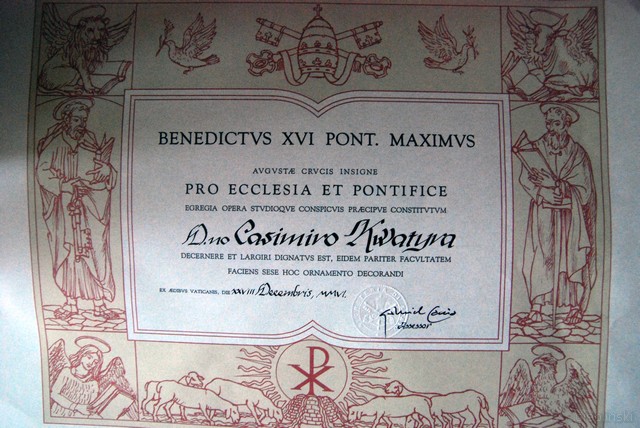 BENEDICTVS XVI PONT. MAXIMVS
AVGVSTÆ CRVCIS INSIGNE
PRO ECCLESIA ET PONTIFICE
EGREGIA OPERA STVDIOQVE CONSPICVIS PRÆCIPVE CONSTITVTVM
D.no Casimiro Kwatyra
DECERNERE ET LARGIRI DIGNATVS EST, EIDEM PARITER FACVLTATEM
FACIENS SESE HOC ORNAMENTO DECORANDI
EX ÆDIBVS VATICANIS, DIE XXVIII Decembris, MMVI.
Assessor